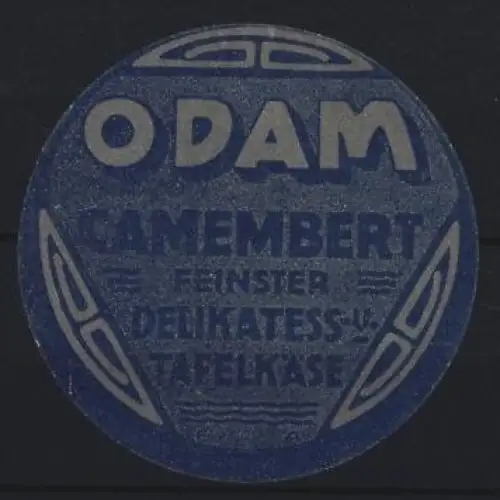 ODAM
CAMEMBERT
FEINSTER
DELIKATESS- U.
TAFELKÄSE